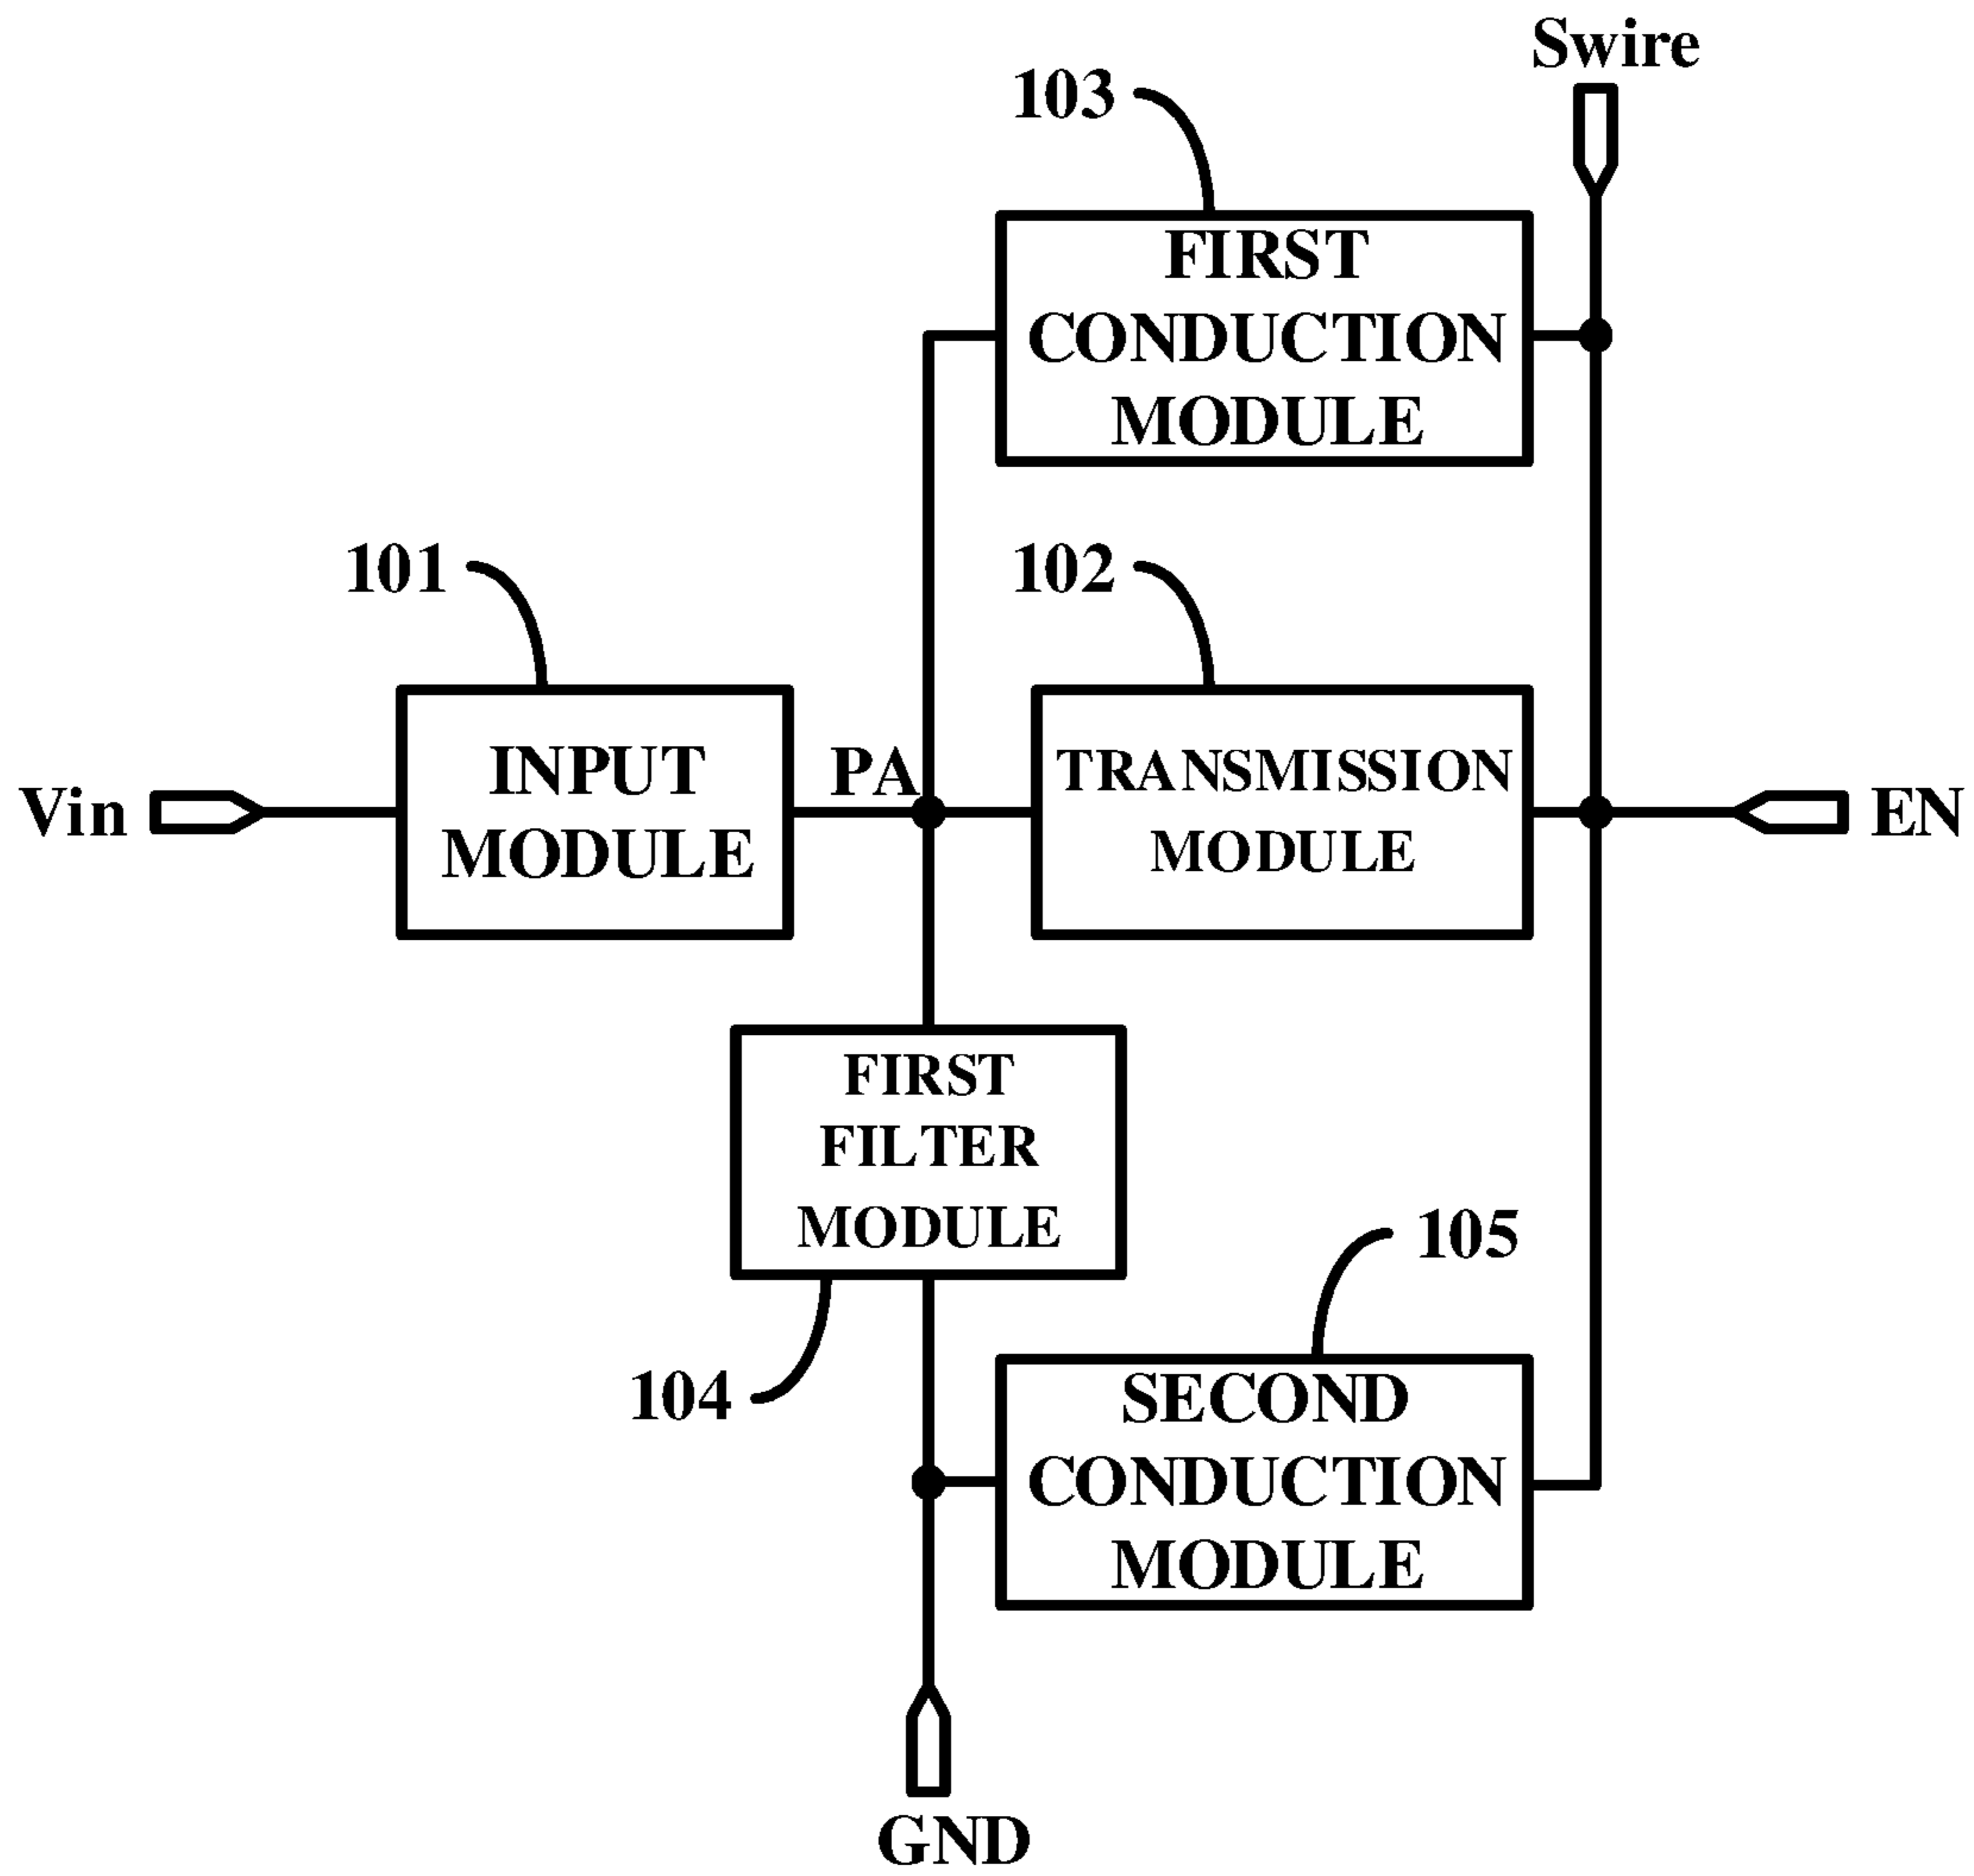 Swire
103
FIRST
CONDUCTION
MODULE
101
102
INPUT
MODULE
PA
TRANSMISSION
MODULE
Vin
EN
FIRST
FILTER
MODULE
105
104
SECOND
CONDUCTION
MODULE
GND